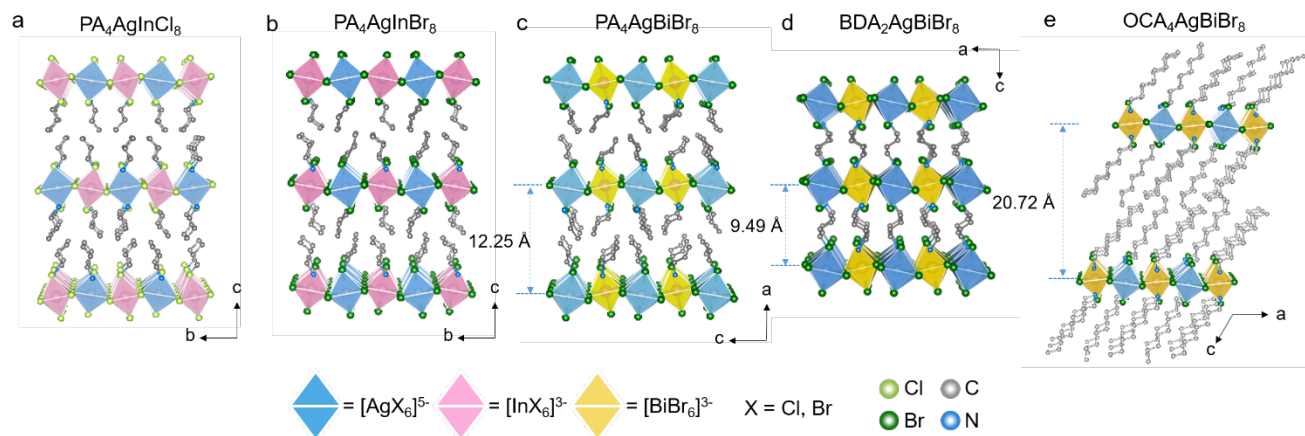 a PA₄AgInCl₈
b PA₄AgInBr₈
c PA₄AgBiBr₈
d BDA₂AgBiBr₈
e OCA₄AgBiBr₈
a
c
12.25 Å
9.49 Å
20.72 Å
c
b
c
b
a
c
a
c
= [AgX₆]⁵⁻ = [InX₆]³⁻ = [BiBr₆]³⁻ X = Cl, Br
Cl C
Br N